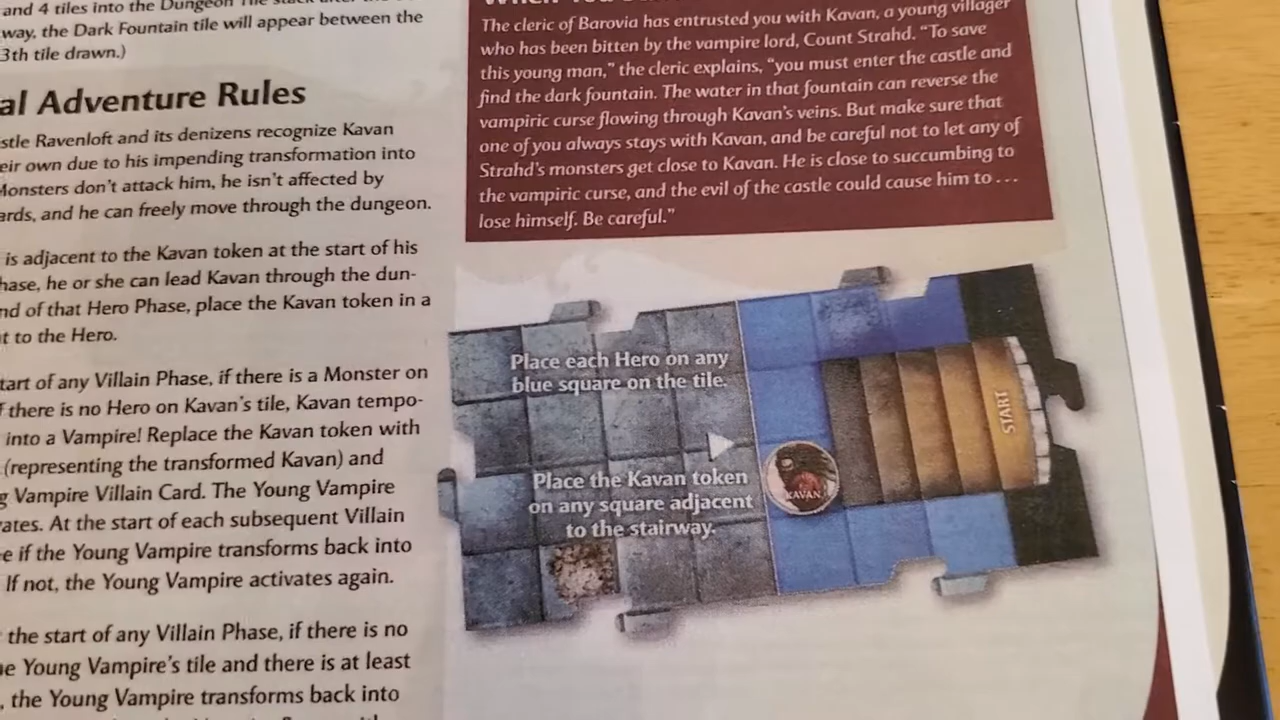 and 4 tiles into the Dungeon Tile stack after the
way, the Dark Fountain tile will appear between the
3th tile drawn.)
al Adventure Rules
stle Ravenloft and its denizens recognize Kavan
eir own due to his impending transformation into
Monsters don't attack him, he isn't affected by
ards, and he can freely move through the dungeon.
is adjacent to the Kavan token at the start of his
hase, he or she can lead Kavan through the dun-
nd of that Hero Phase, place the Kavan token in a
t to the Hero.
tart of any Villain Phase, if there is a Monster on
f there is no Hero on Kavan's tile, Kavan tempo-
into a Vampire! Replace the Kavan token with
(representing the transformed Kavan) and
g Vampire Villain Card. The Young Vampire
ates. At the start of each subsequent Villain
e if the Young Vampire transforms back into
If not, the Young Vampire activates again.
the start of any Villain Phase, if there is no
e Young Vampire's tile and there is at least
, the Young Vampire transforms back into
The cleric of Barovia has entrusted you with Kavan, a young villager
who has been bitten by the vampire lord, Count Strahd. "To save
this young man," the cleric explains, "you must enter the castle and
find the dark fountain. The water in that fountain can reverse the
vampiric curse flowing through Kavan's veins. But make sure that
one of you always stays with Kavan, and be careful not to let any of
Strahd's monsters get close to Kavan. He is close to succumbing to
the vampiric curse, and the evil of the castle could cause him to ...
lose himself. Be careful."
Place each Hero on any
blue square on the tile.
START
Place the Kavan token
on any square adjacent
to the stairway.
KAVAN